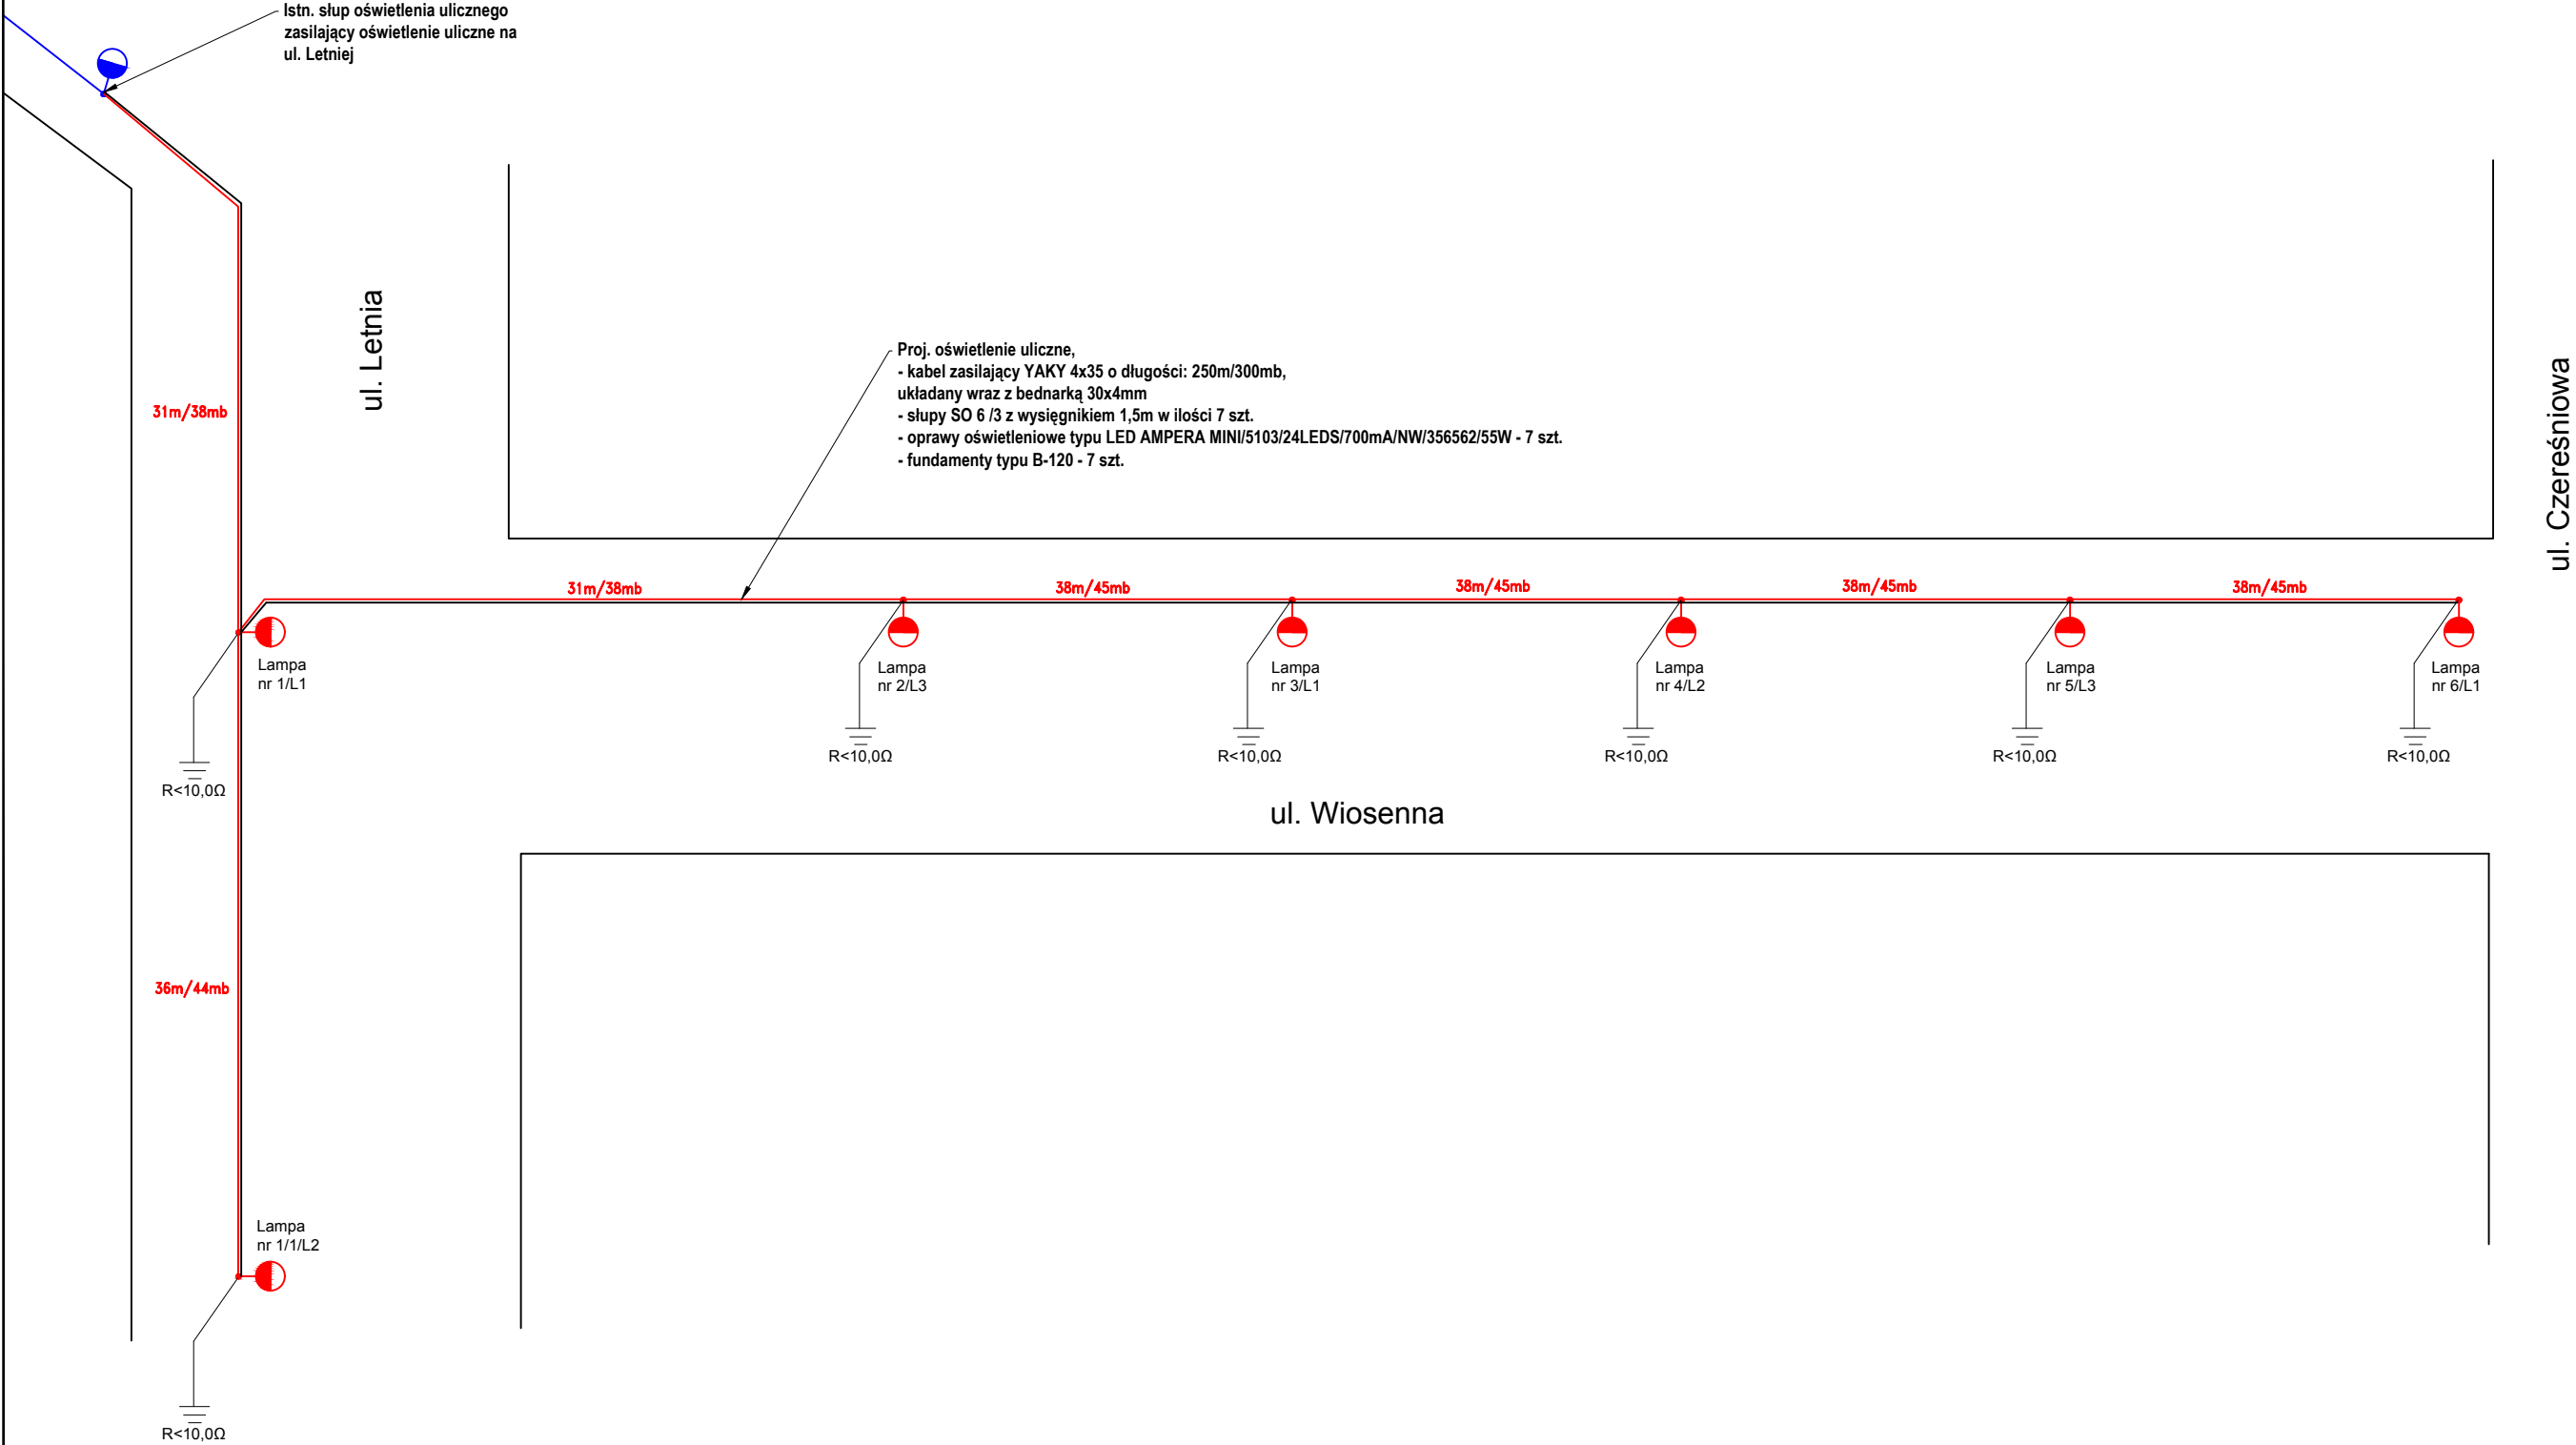 Istn. słup oświetlenia ulicznego
zasilający oświetlenie uliczne na
ul. Letniej
ul. Letnia
31m/38mb
Proj. oświetlenie uliczne,
- kabel zasilający YAKY 4x35 o długości: 250m/300mb,
układany wraz z bednarką 30x4mm
- słupy SO 6 /3 z wysięgnikiem 1,5m w ilości 7 szt.
- oprawy oświetleniowe typu LED AMPERA MINI/5103/24LEDS/700mA/NW/356562/55W - 7 szt.
- fundamenty typu B-120 - 7 szt.
ul. Czereśniowa
31m/38mb
38m/45mb
38m/45mb
38m/45mb
38m/45mb
Lampa
nr 1/L1
Lampa
nr 2/L3
Lampa
nr 3/L1
Lampa
nr 4/L2
Lampa
nr 5/L3
Lampa
nr 6/L1
R<10,0Ω
R<10,0Ω
R<10,0Ω
R<10,0Ω
R<10,0Ω
R<10,0Ω
ul. Wiosenna
36m/44mb
Lampa
nr 1/1/L2
R<10,0Ω